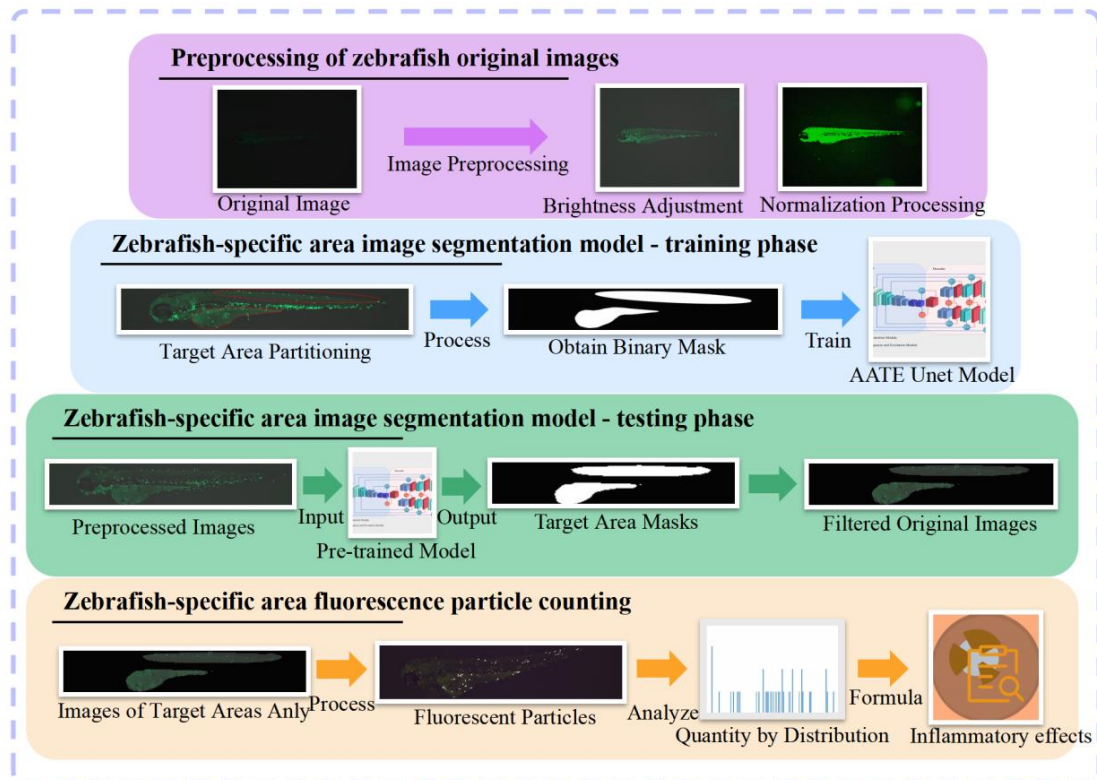 Preprocessing of zebrafish original images
Original Image
Image Preprocessing
Brightness Adjustment
Normalization Processing
Zebrafish-specific area image segmentation model - training phase
Target Area Partitioning
Process
Obtain Binary Mask
Train
AATE Unet Model
Zebrafish-specific area image segmentation model - testing phase
Preprocessed Images
Input
Pre-trained Model
Output
Target Area Masks
Filtered Original Images
Zebrafish-specific area fluorescence particle counting
Images of Target Areas Anly
Process
Fluorescent Particles
Analyze
Quantity by Distribution
Formula
Inflammatory effects